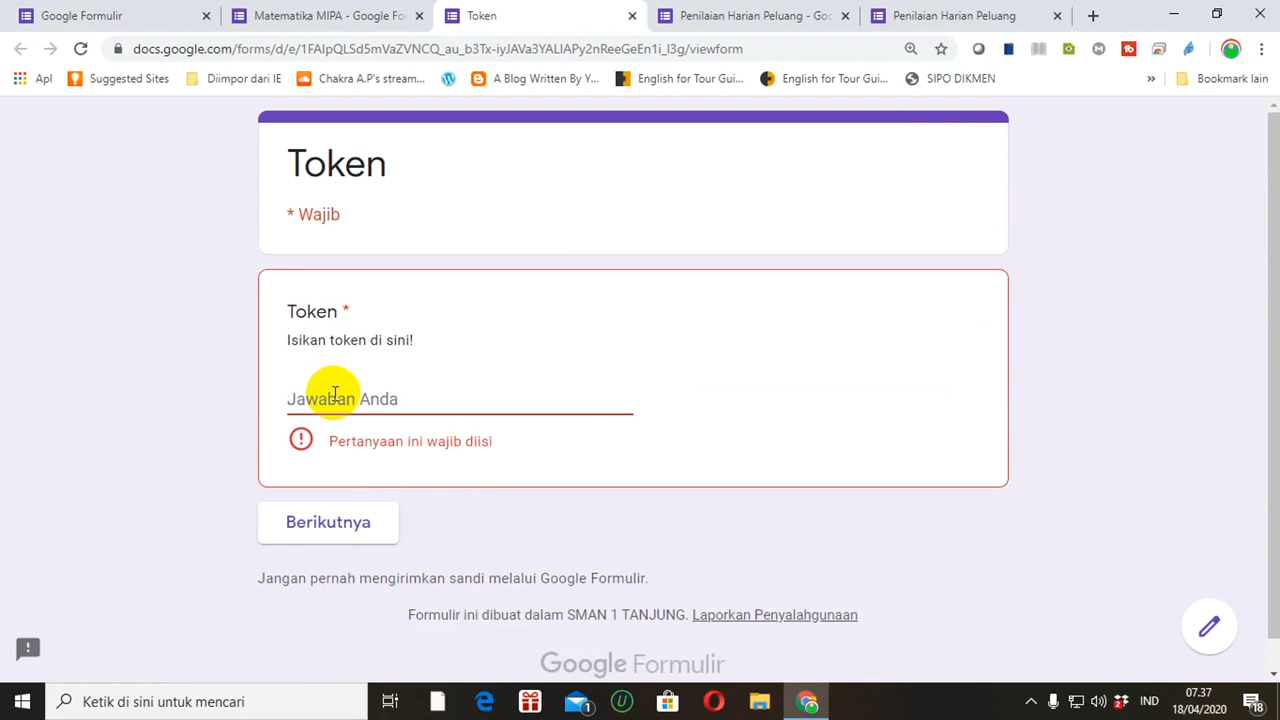 Google Formulir
Matematika MIPA - Google Fo
Token
Penilaian Harian Peluang - Goo
Penilaian Harian Peluang
docs.google.com/forms/d/e/1FAIpQLSd5mVaZVNCQ_au_b3Tx-iyJAVa3YALIAPy2nReeGeEn1i_I3g/viewform
Apl
Suggested Sites
Diimpor dari IE
Chakra A.P's stream...
A Blog Written By Y...
English for Tour Gui...
English for Tour Gui...
SIPO DIKMEN
»
Bookmark lain
Token
* Wajib
Token *
Isikan token di sini!
Jawaban Anda
Pertanyaan ini wajib diisi
Berikutnya
Jangan pernah mengirimkan sandi melalui Google Formulir.
Formulir ini dibuat dalam SMAN 1 TANJUNG. Laporkan Penyalahgunaan
Google Formulir
Ketik di sini untuk mencari
1
IND
07.37
18/04/2020
18